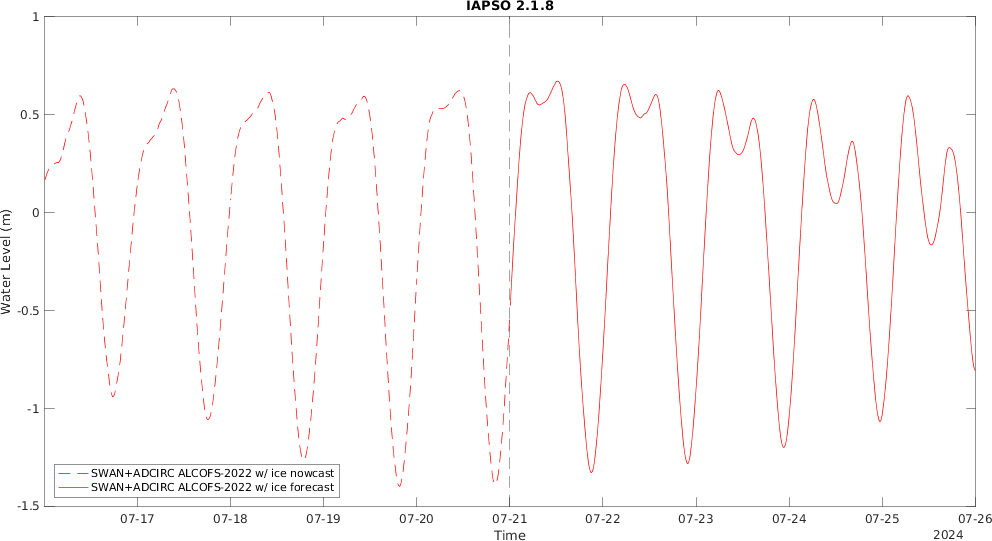 IAPSO 2.1.8
Water Level (m)
1
0.5
0
-0.5
-1
-1.5
SWAN+ADCIRC ALCOFS-2022 w/ ice nowcast
SWAN+ADCIRC ALCOFS-2022 w/ ice forecast
07-17 07-18 07-19 07-20 07-21 07-22 07-23 07-24 07-25 07-26
Time
2024